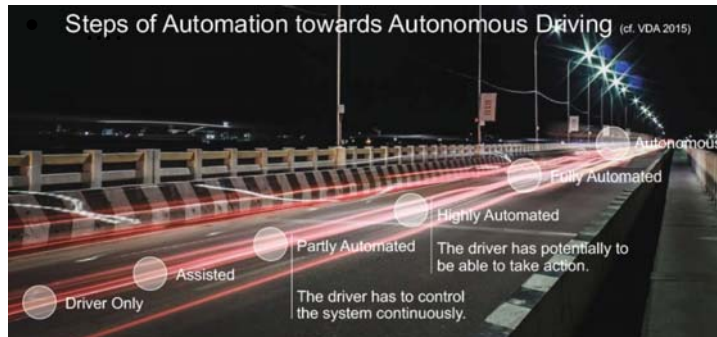 Steps of Automation towards Autonomous Driving (cf. VDA 2015)
Autonomous
Fully Automated
Highly Automated
The driver has potentially to
be able to take action.
Partly Automated
The driver has to control
the system continuously.
Assisted
Driver Only